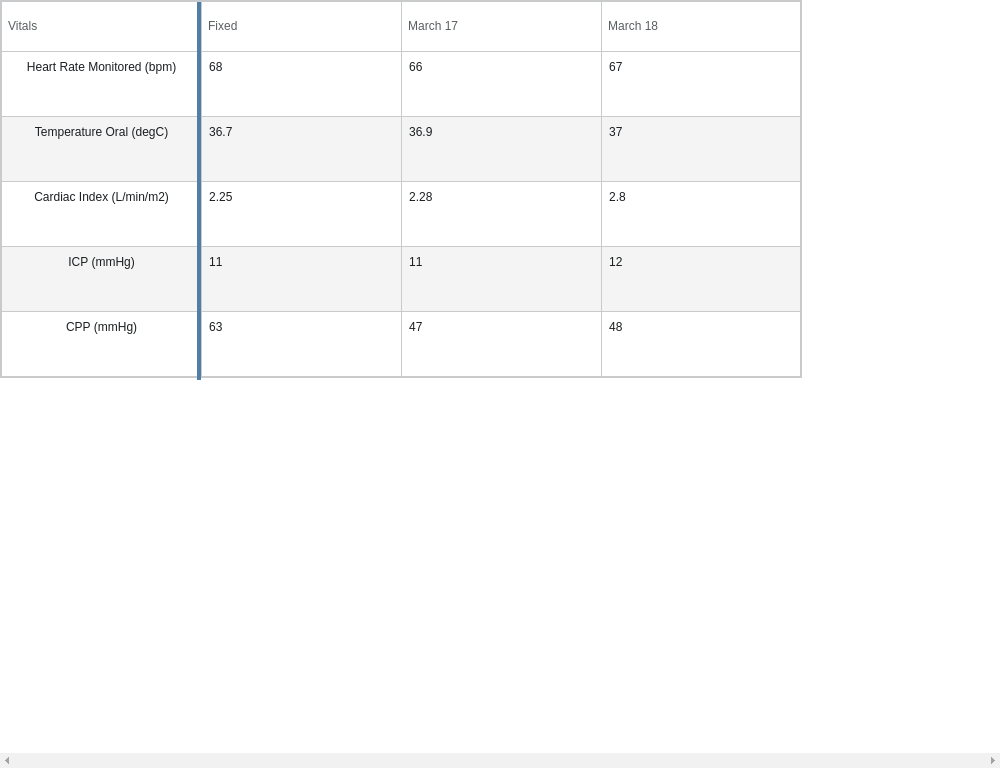 Vitals Fixed March 17 March 18
Heart Rate Monitored (bpm) 68 66 67
Temperature Oral (degC) 36.7 36.9 37
Cardiac Index (L/min/m2) 2.25 2.28 2.8
ICP (mmHg) 11 11 12
CPP (mmHg) 63 47 48